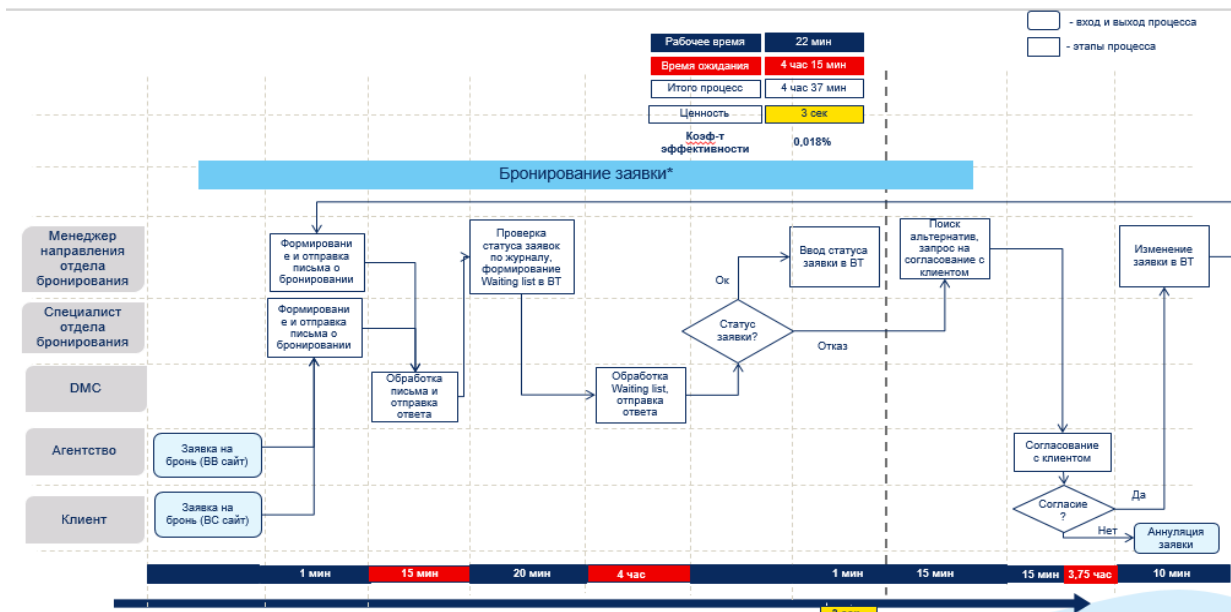 - вход и выход процесса
- этапы процесса
Рабочее время 22 мин
Время ожидания 4 час 15 мин
Итого процесс 4 час 37 мин
Ценность 3 сек
Коэф-т
эффективности
0,018%
Бронирование заявки*
Менеджер
направления
отдела
бронирования
Формировани
е и отправка
письма о
бронировании
Проверка
статуса заявок
по журналу,
формирование
Waiting list в ВТ
Ввод статуса
заявки в ВТ
Поиск
альтернатив,
запрос на
согласование с
клиентом
Изменение
заявки в ВТ
Ок
Специалист
отдела
бронирования
Формировани
е и отправка
письма о
бронировании
Статус
заявки?
Отказ
DMC
Обработка
письма и
отправка
ответа
Обработка
Waiting list,
отправка
ответа
Агентство
Заявка на
бронь (BB сайт)
Согласование
с клиентом
Клиент
Заявка на
бронь (BC сайт)
Согласие
?
Да
Нет
Аннуляция
заявки
1 мин 15 мин 20 мин 4 час 1 мин 15 мин 15 мин 3,75 час 10 мин